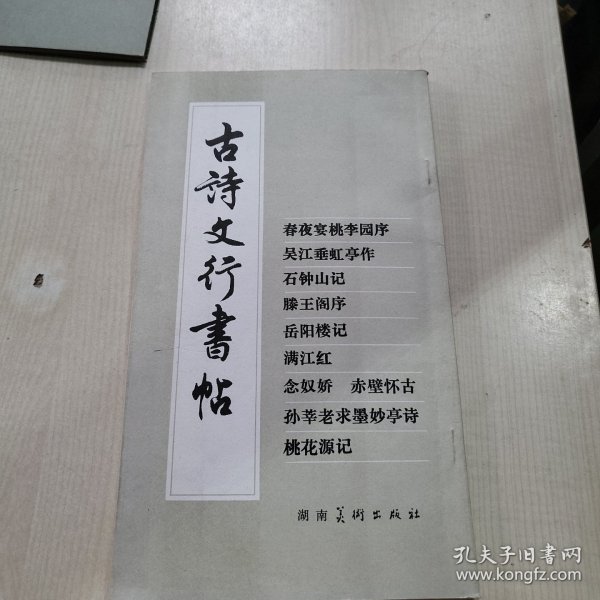 古诗文行書帖
春夜宴桃李园序
吴江垂虹亭作
石钟山记
滕王阁序
岳阳楼记
满江红
念奴娇 赤壁怀古
孙莘老求墨妙亭诗
桃花源记
湖南美術出版社
孔夫子旧书网
www.kongfz.com